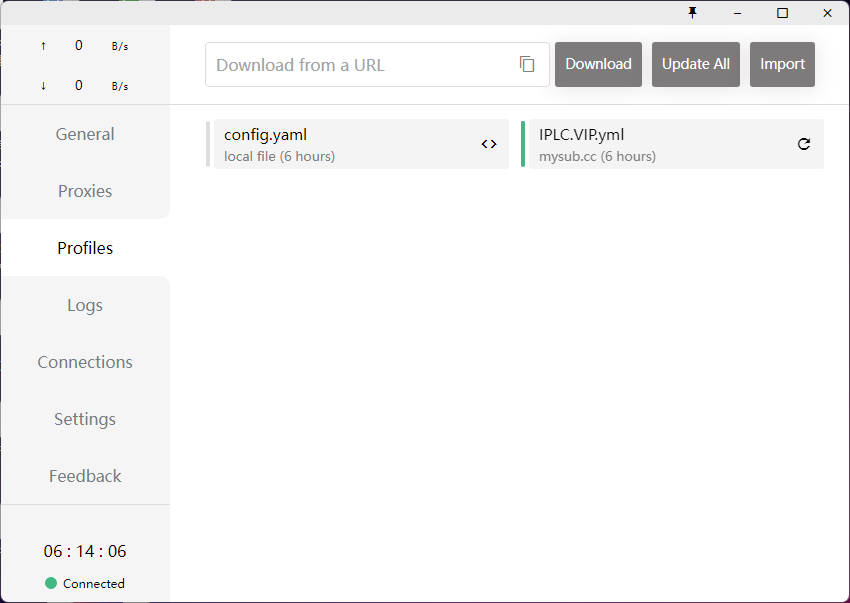 ↑ 0 B/s
↓ 0 B/s
General
Proxies
Profiles
Logs
Connections
Settings
Feedback
06 : 14 : 06
Connected
Download from a URL
Download
Update All
Import
config.yaml
local file (6 hours)
<>
IPLC.VIP.yml
mysub.cc (6 hours)